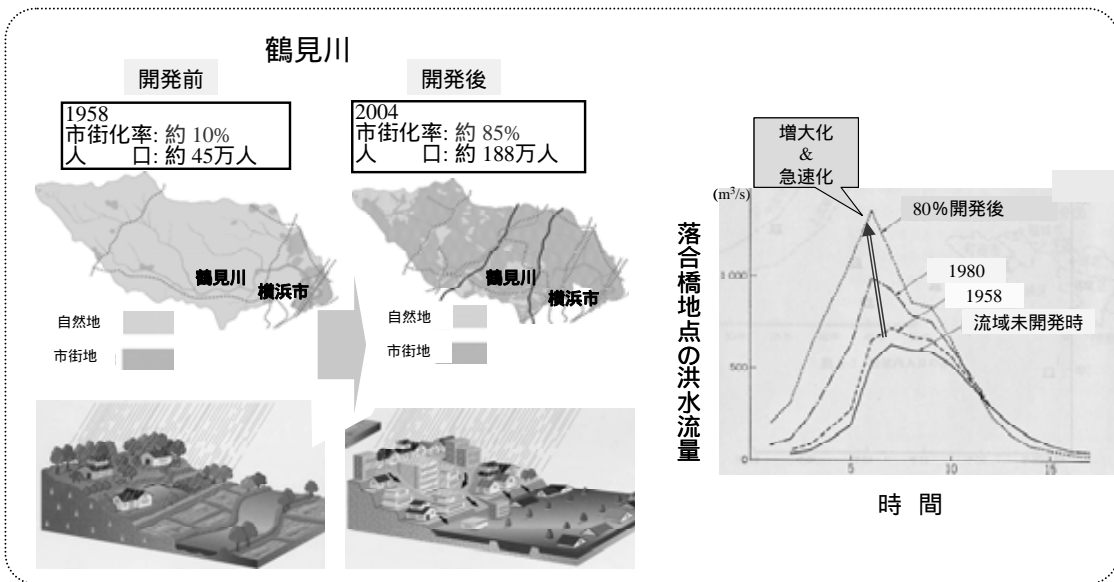 鶴見川
開発前
1958
市街化率: 約 10%
人　　口: 約 45万人
鶴見川
横浜市
自然地
市街地
開発後
2004
市街化率: 約 85%
人　　口: 約 188万人
鶴見川
横浜市
自然地
市街地
増大化
&
急速化
(m³/s)
80%開発後
1980
1958
流域未開発時
落合橋地点の洪水流量
1 000
500
0
5
10
15
時 間